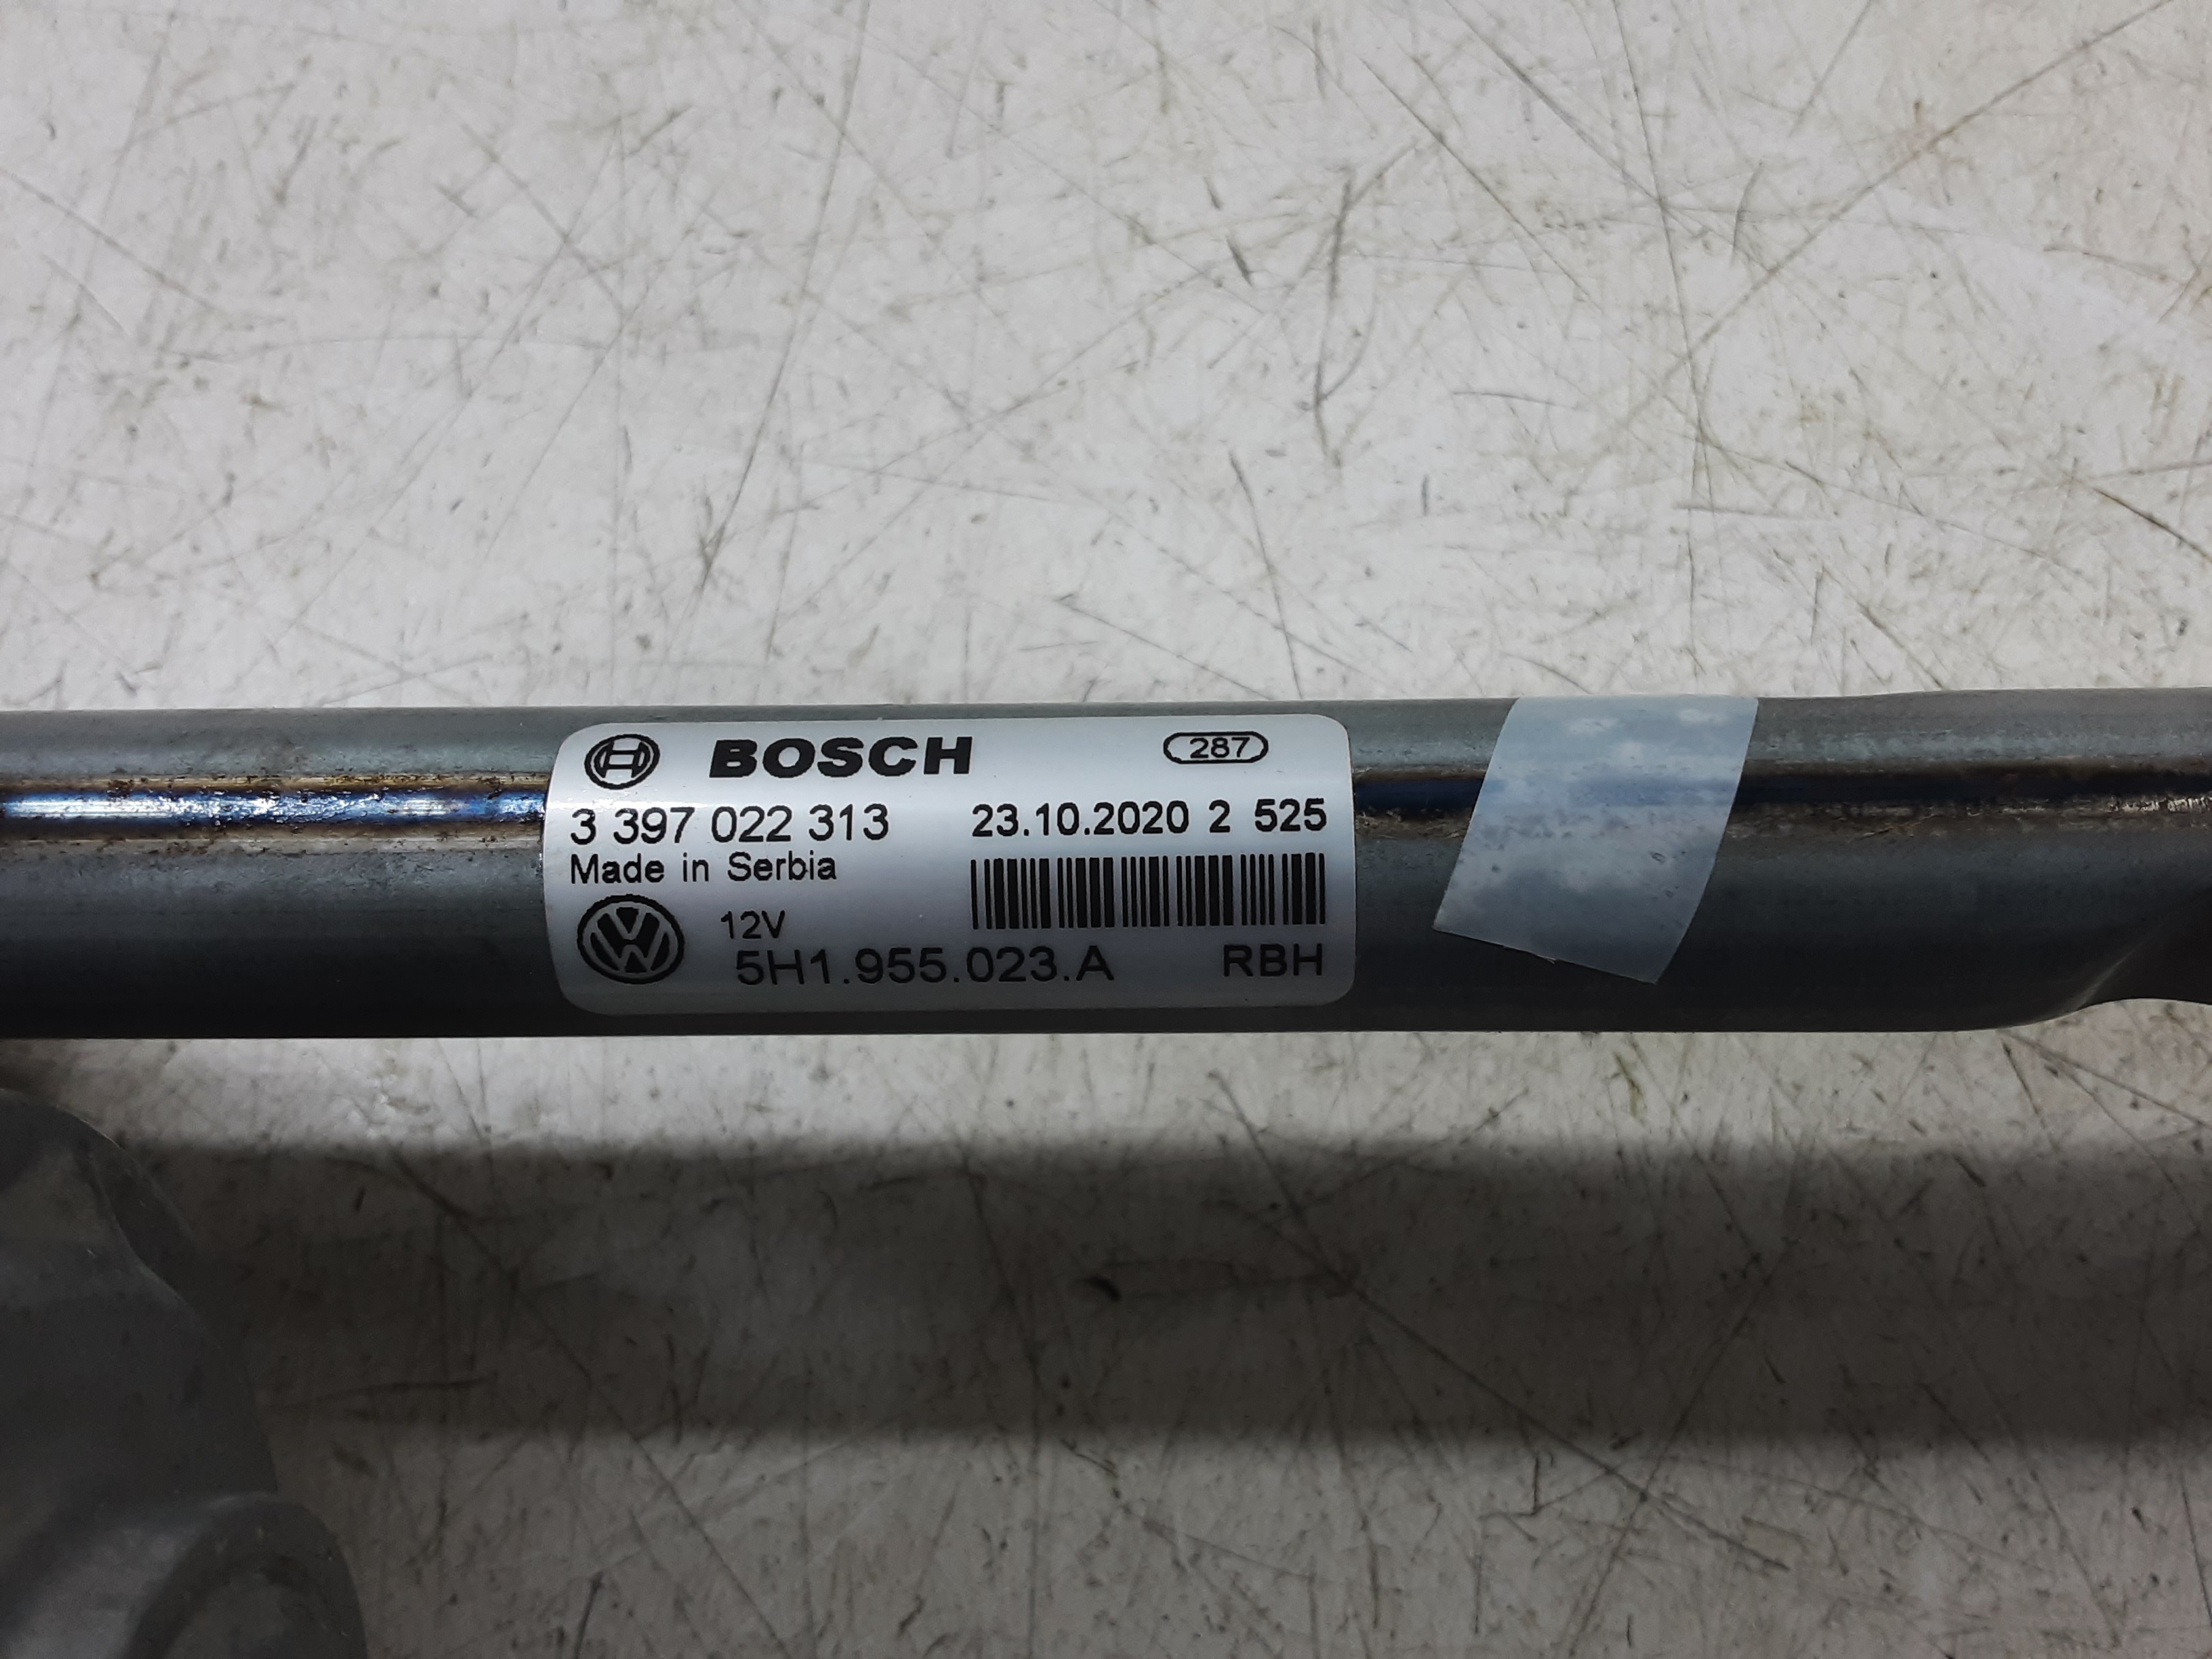 BOSCH 287
3 397 022 313 23.10.2020 2 525
Made in Serbia
12V
5H1.955.023.A RBH